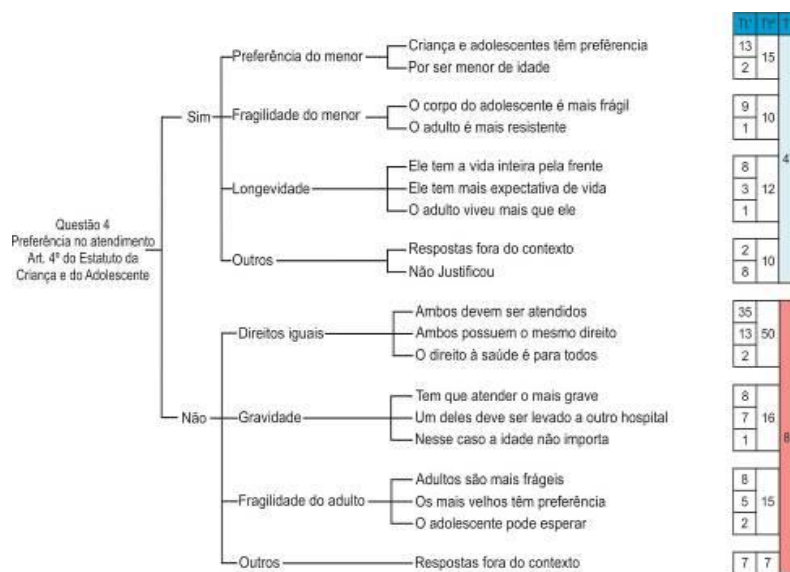 Tt' Tt" T
Preferência do menor Criança e adolescentes têm preferência 13 15
Por ser menor de idade 2
Sim Fragilidade do menor O corpo do adolescente é mais frágil 9 10
O adulto é mais resistente 1
Longevidade Ele tem a vida inteira pela frente 8 12
Ele tem mais expectativa de vida 3
O adulto viveu mais que ele 1
4
Outros Respostas fora do contexto 2 10
Não Justificou 8
Questão 4
Preferência no atendimento
Art. 4º do Estatuto da
Criança e do Adolescente
Direitos iguais Ambos devem ser atendidos 35
Ambos possuem o mesmo direito 13 50
O direito à saúde é para todos 2
Não Gravidade Tem que atender o mais grave 8
Um deles deve ser levado a outro hospital 7 16
Nesse caso a idade não importa 1
8
Fragilidade do adulto Adultos são mais frágeis 8
Os mais velhos têm preferência 5 15
O adolescente pode esperar 2
Outros Respostas fora do contexto 7 7